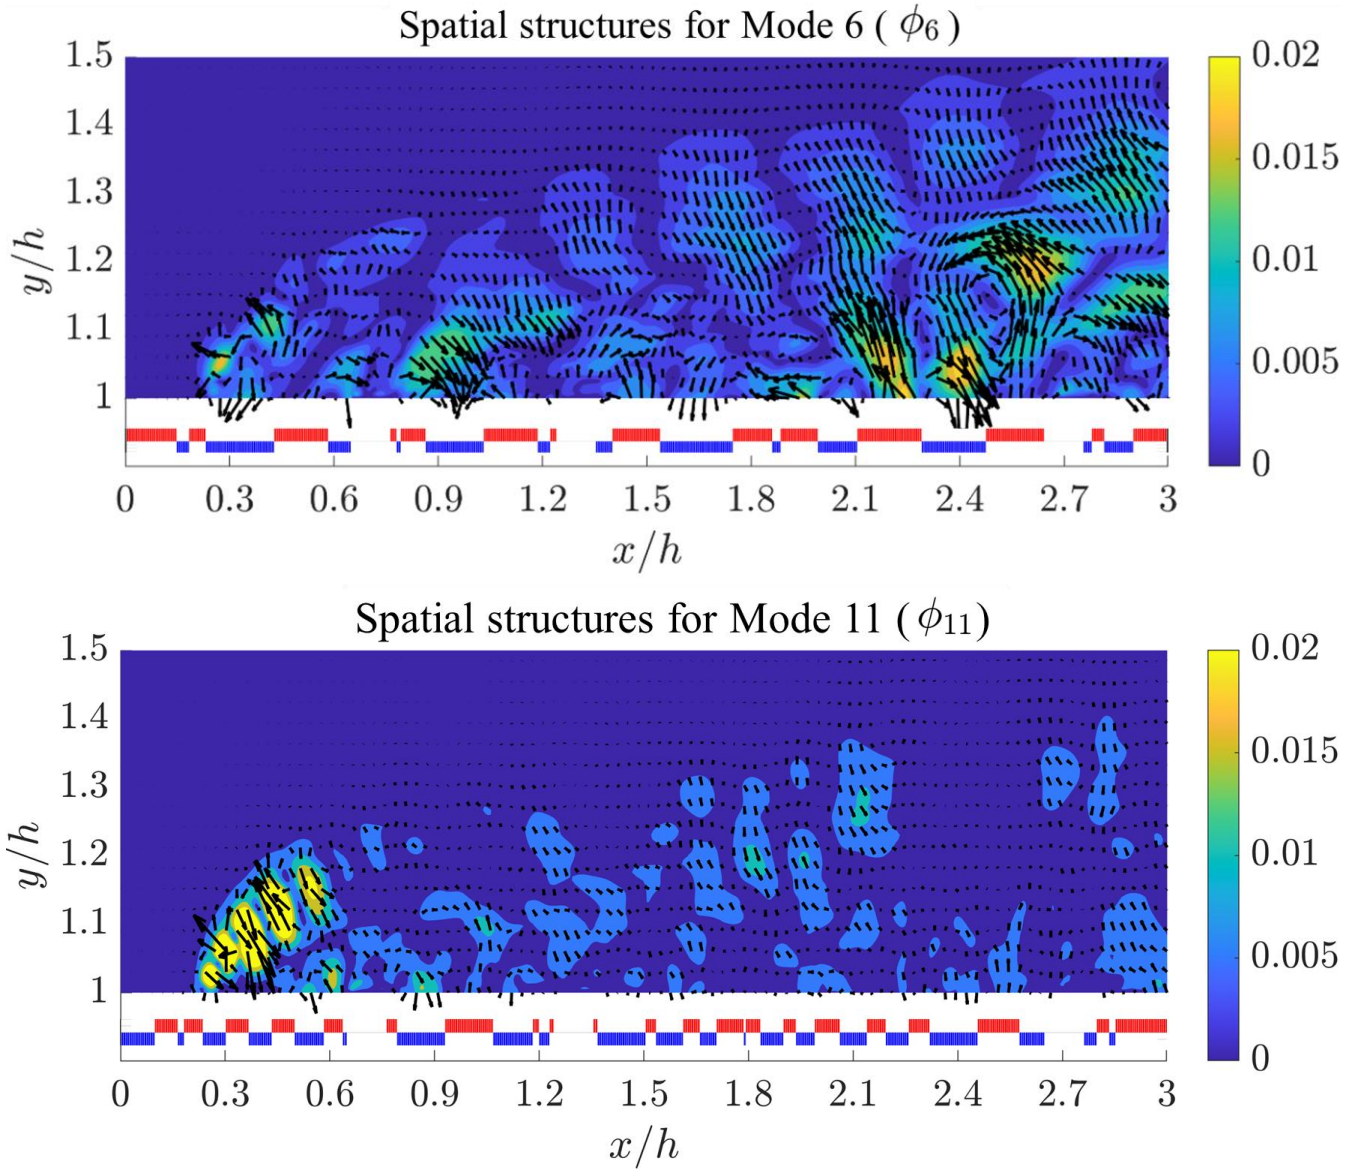 Spatial structures for Mode 6 ( ϕ6 )
1.5
1.4
1.3
1.2
1.1
1
y/h
0 0.3 0.6 0.9 1.2 1.5 1.8 2.1 2.4 2.7 3
x/h
0.02
0.015
0.01
0.005
0
Spatial structures for Mode 11 ( ϕ11)
1.5
1.4
1.3
1.2
1.1
1
y/h
0 0.3 0.6 0.9 1.2 1.5 1.8 2.1 2.4 2.7 3
x/h
0.02
0.015
0.01
0.005
0